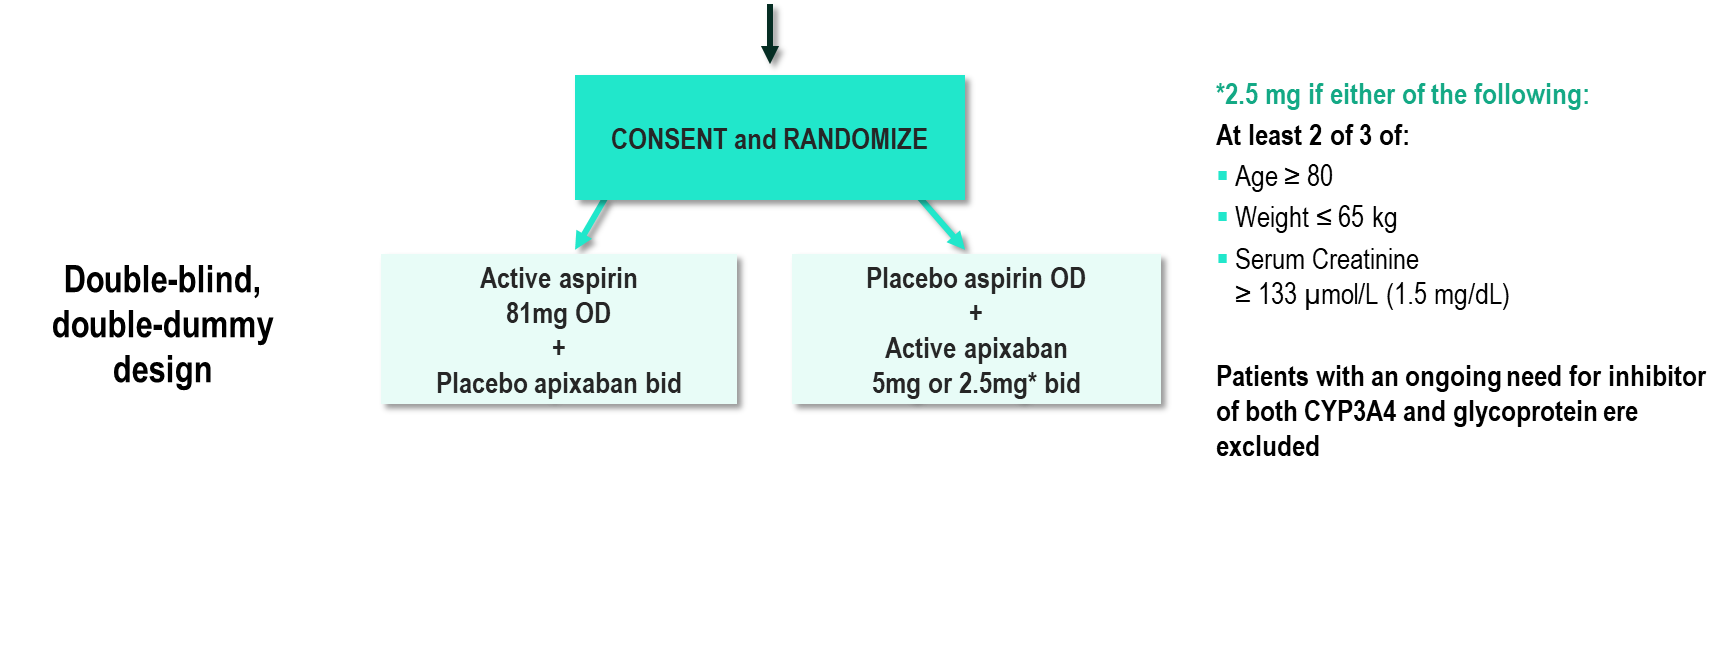 CONSENT and RANDOMIZE
Double-blind,
double-dummy
design
Active aspirin
81mg OD
+
Placebo apixaban bid
Placebo aspirin OD
+
Active apixaban
5mg or 2.5mg* bid
*2.5 mg if either of the following:
At least 2 of 3 of:
▪ Age ≥ 80
▪ Weight ≤ 65 kg
▪ Serum Creatinine
≥ 133 µmol/L (1.5 mg/dL)
Patients with an ongoing need for inhibitor
of both CYP3A4 and glycoprotein ere
excluded